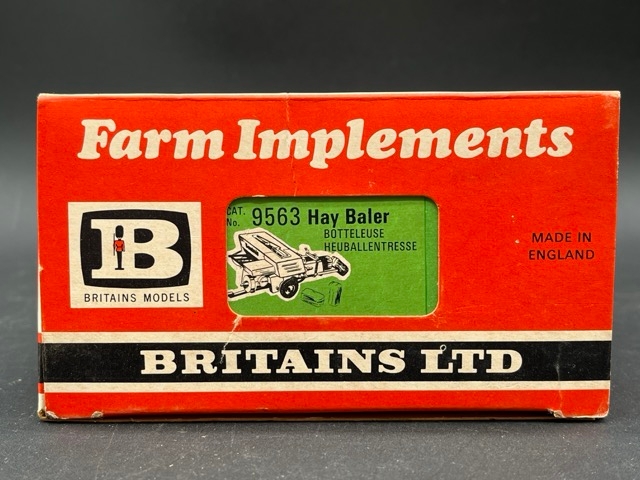 Farm Implements
CAT.
No. 9563 Hay Baler
BOTTELEUSE
HEUBALLENTRESSE
B
BRITAINS MODELS
MADE IN
ENGLAND
BRITAINS LTD